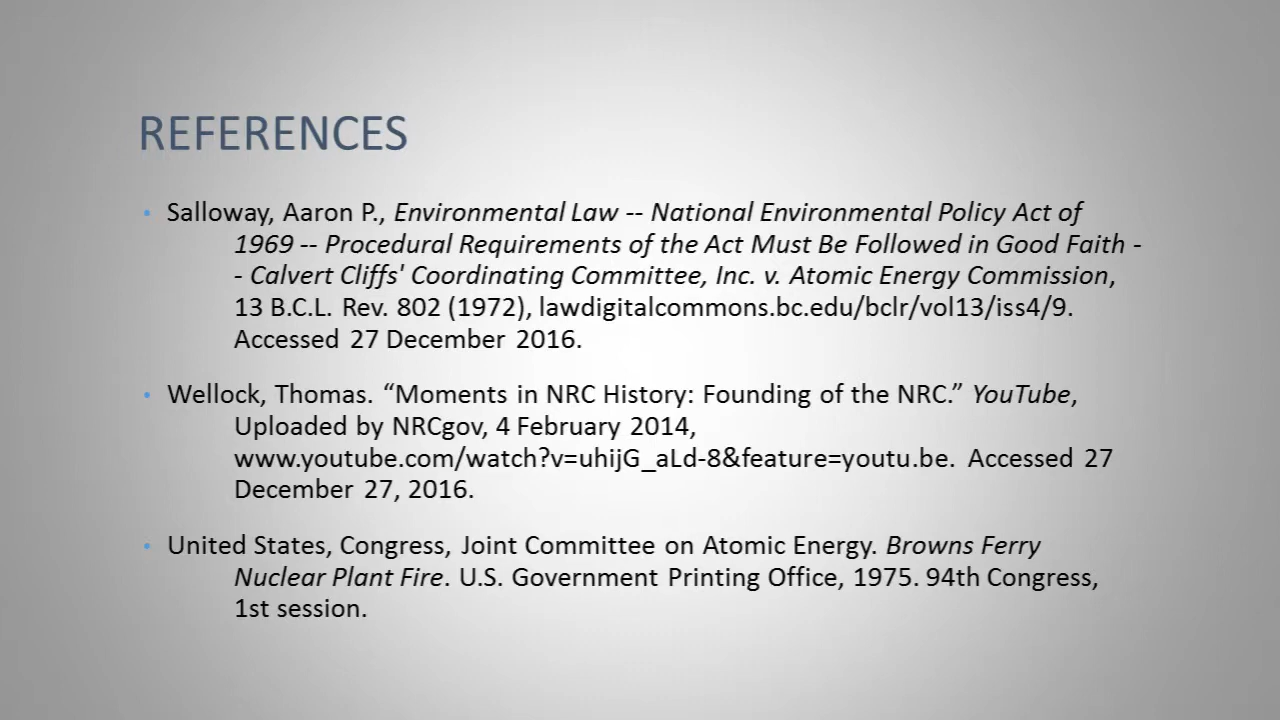 REFERENCES
• Salloway, Aaron P., Environmental Law -- National Environmental Policy Act of
1969 -- Procedural Requirements of the Act Must Be Followed in Good Faith -
- Calvert Cliffs' Coordinating Committee, Inc. v. Atomic Energy Commission,
13 B.C.L. Rev. 802 (1972), lawdigitalcommons.bc.edu/bclr/vol13/iss4/9.
Accessed 27 December 2016.
• Wellock, Thomas. “Moments in NRC History: Founding of the NRC.” YouTube,
Uploaded by NRCgov, 4 February 2014,
www.youtube.com/watch?v=uhijG_aLd-8&feature=youtu.be. Accessed 27
December 27, 2016.
• United States, Congress, Joint Committee on Atomic Energy. Browns Ferry
Nuclear Plant Fire. U.S. Government Printing Office, 1975. 94th Congress,
1st session.